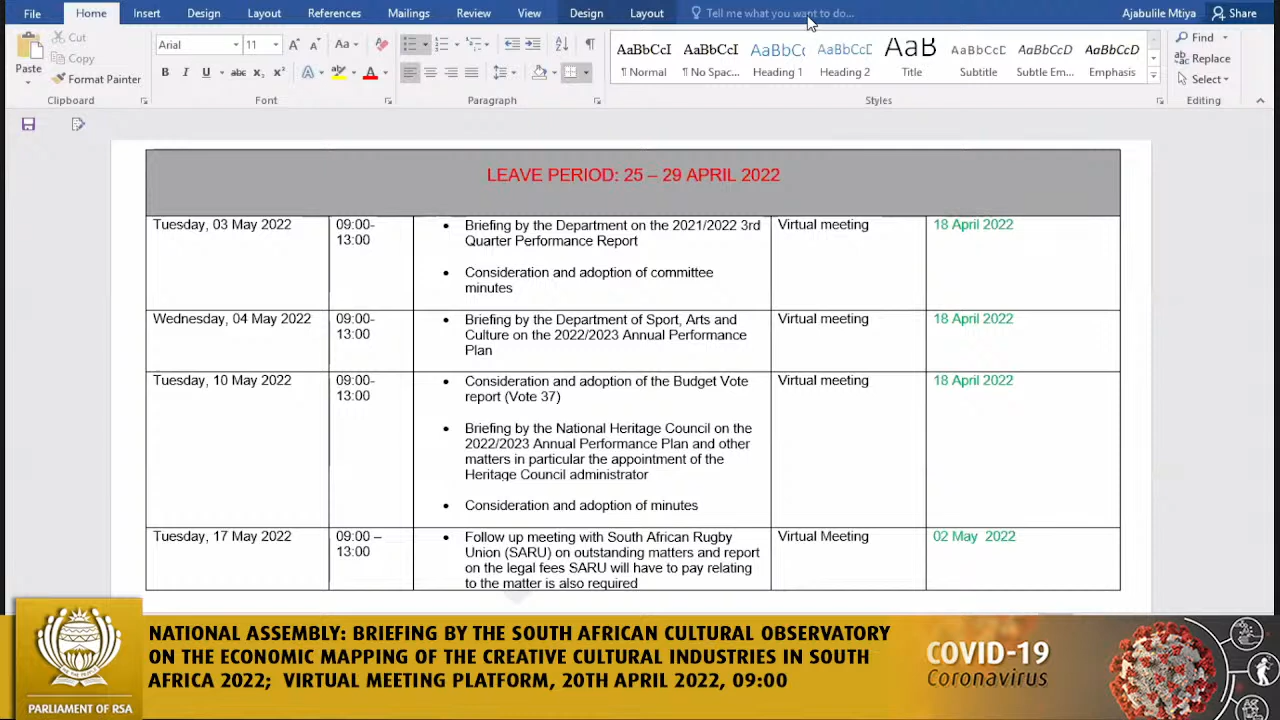 File Home Insert Design Layout References Mailings Review View Design Layout Tell me what you want to do... Ajabulile Mtiya Share
Paste Cut Copy Format Painter
Clipboard
Arial 11 Aa
B I U abc x₂ x² A ab A
Font
Paragraph
AaBbCcI AaBbCcI AaBbCc AaBbCcD AaB AaBbCcD AaBbCcD AaBbCcD
¶ Normal ¶ No Spac... Heading 1 Heading 2 Title Subtitle Subtle Em... Emphasis
Styles
Find
Replace
Select
Editing
LEAVE PERIOD: 25 – 29 APRIL 2022
Tuesday, 03 May 2022
09:00-
13:00
• Briefing by the Department on the 2021/2022 3rd
Quarter Performance Report
• Consideration and adoption of committee
minutes
Virtual meeting
18 April 2022
Wednesday, 04 May 2022
09:00-
13:00
• Briefing by the Department of Sport, Arts and
Culture on the 2022/2023 Annual Performance
Plan
Virtual meeting
18 April 2022
Tuesday, 10 May 2022
09:00-
13:00
• Consideration and adoption of the Budget Vote
report (Vote 37)
• Briefing by the National Heritage Council on the
2022/2023 Annual Performance Plan and other
matters in particular the appointment of the
Heritage Council administrator
• Consideration and adoption of minutes
Virtual meeting
18 April 2022
Tuesday, 17 May 2022
09:00 –
13:00
• Follow up meeting with South African Rugby
Union (SARU) on outstanding matters and report
on the legal fees SARU will have to pay relating
to the matter is also required
Virtual Meeting
02 May 2022
PARLIAMENT OF RSA
NATIONAL ASSEMBLY: BRIEFING BY THE SOUTH AFRICAN CULTURAL OBSERVATORY
ON THE ECONOMIC MAPPING OF THE CREATIVE CULTURAL INDUSTRIES IN SOUTH
AFRICA 2022; VIRTUAL MEETING PLATFORM, 20TH APRIL 2022, 09:00
COVID-19
Coronavirus